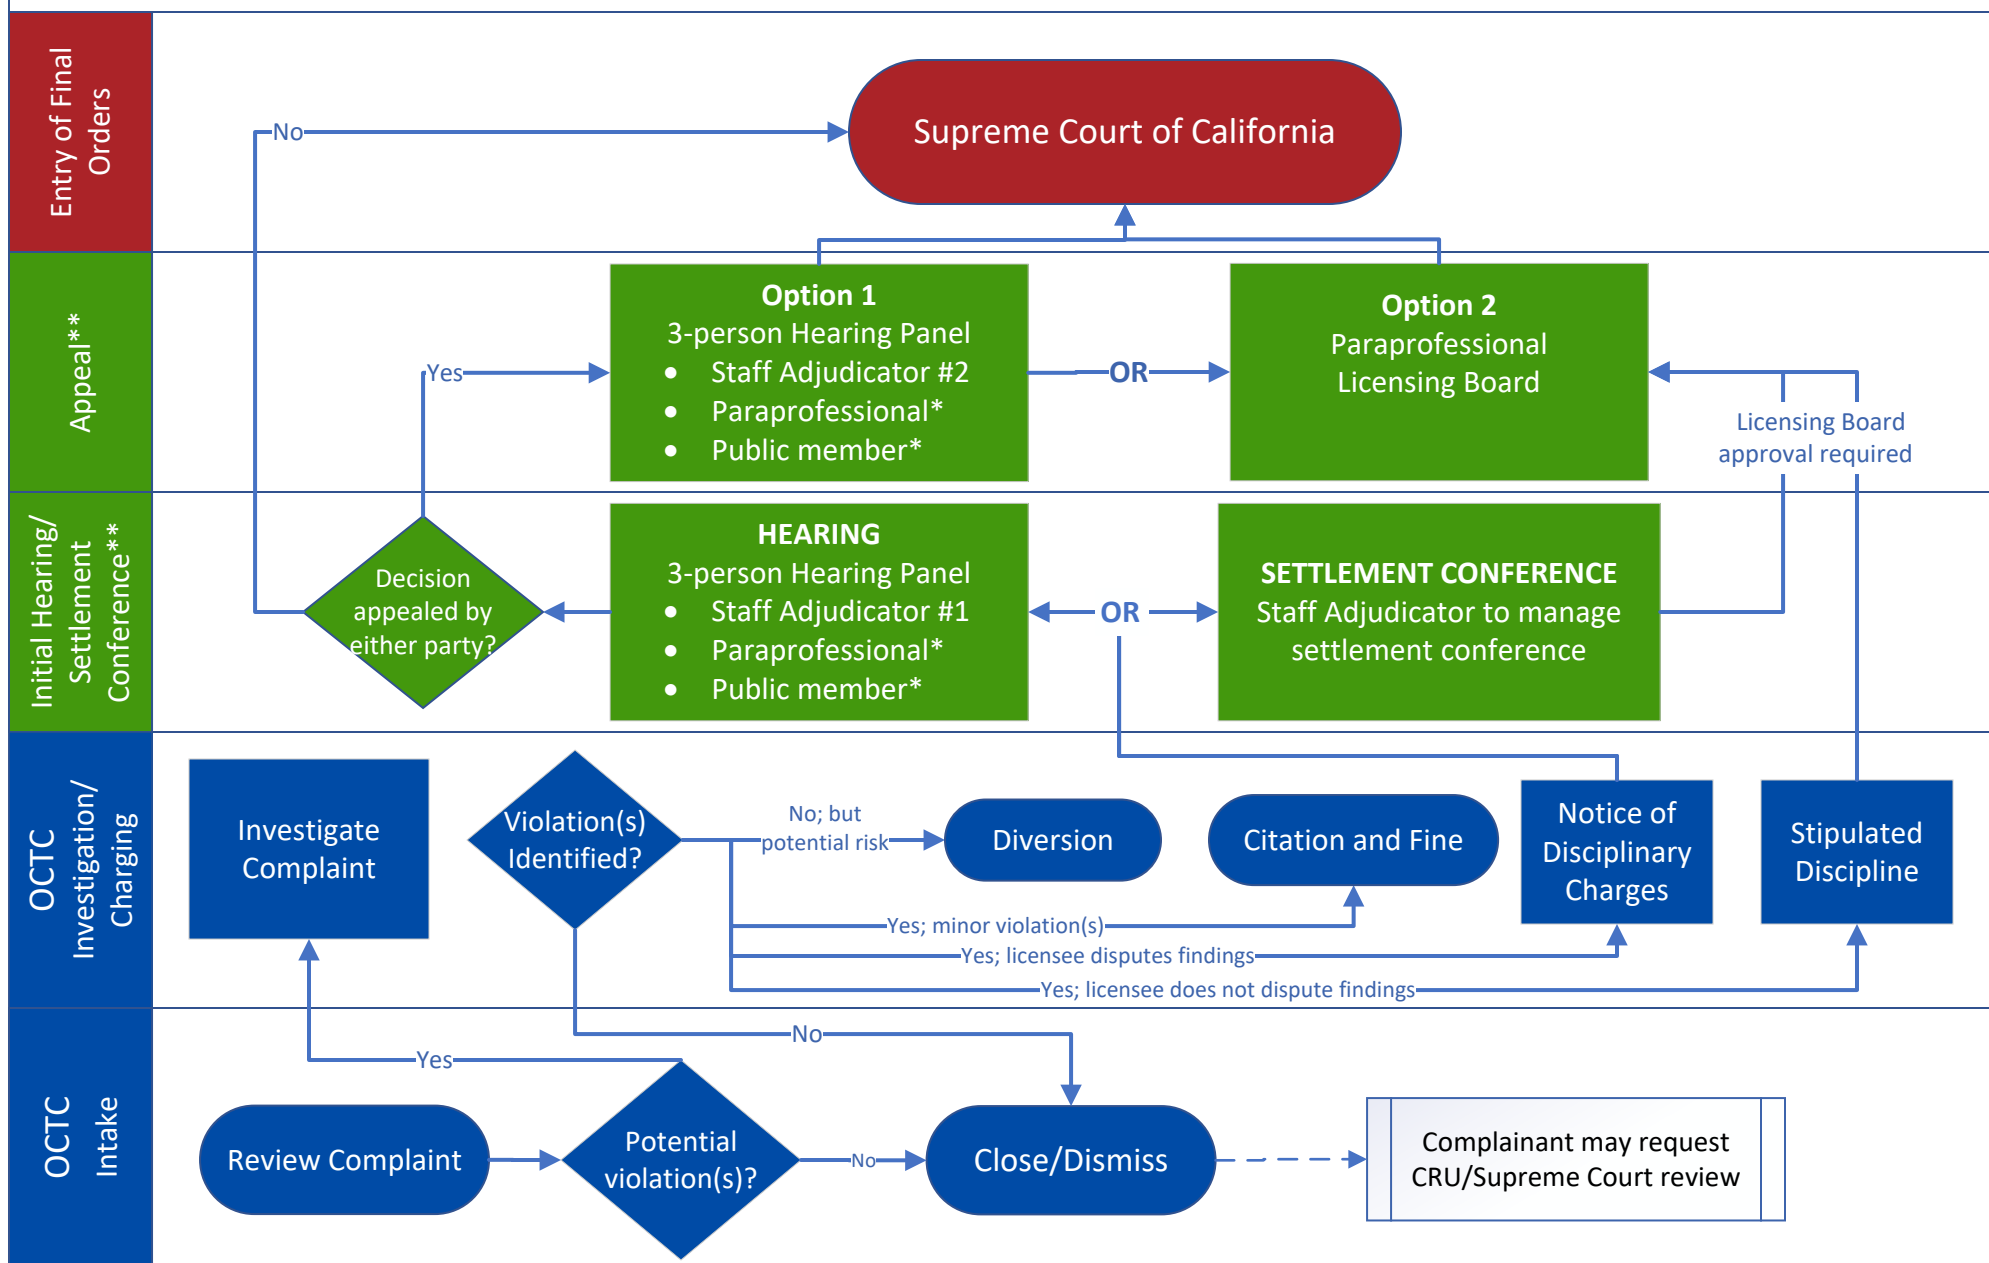 Entry of Final
Orders
No
Supreme Court of California
Appeal**
Yes
Option 1
3-person Hearing Panel
• Staff Adjudicator #2
• Paraprofessional*
• Public member*
OR
Option 2
Paraprofessional
Licensing Board
Licensing Board
approval required
Initial Hearing/
Settlement
Conference**
Decision
appealed by
either party?
HEARING
3-person Hearing Panel
• Staff Adjudicator #1
• Paraprofessional*
• Public member*
OR
SETTLEMENT CONFERENCE
Staff Adjudicator to manage
settlement conference
OCTC
Investigation/
Charging
Investigate
Complaint
Violation(s)
Identified?
No; but
potential risk
Diversion
Citation and Fine
Notice of
Disciplinary
Charges
Stipulated
Discipline
Yes; minor violation(s)
Yes; licensee disputes findings
Yes; licensee does not dispute findings
OCTC
Intake
No
Yes
Review Complaint
Potential
violation(s)?
No
Close/Dismiss
Complainant may request
CRU/Supreme Court review